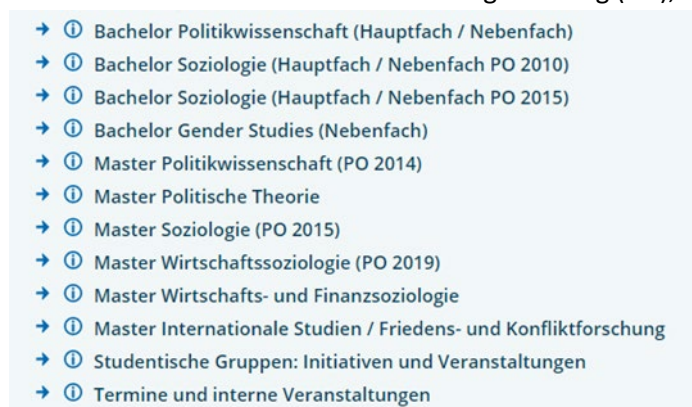 Bachelor Politikwissenschaft (Hauptfach / Nebenfach)
Bachelor Soziologie (Hauptfach / Nebenfach PO 2010)
Bachelor Soziologie (Hauptfach / Nebenfach PO 2015)
Bachelor Gender Studies (Nebenfach)
Master Politikwissenschaft (PO 2014)
Master Politische Theorie
Master Soziologie (PO 2015)
Master Wirtschaftssoziologie (PO 2019)
Master Wirtschafts- und Finanzsoziologie
Master Internationale Studien / Friedens- und Konfliktforschung
Studentische Gruppen: Initiativen und Veranstaltungen
Termine und interne Veranstaltungen